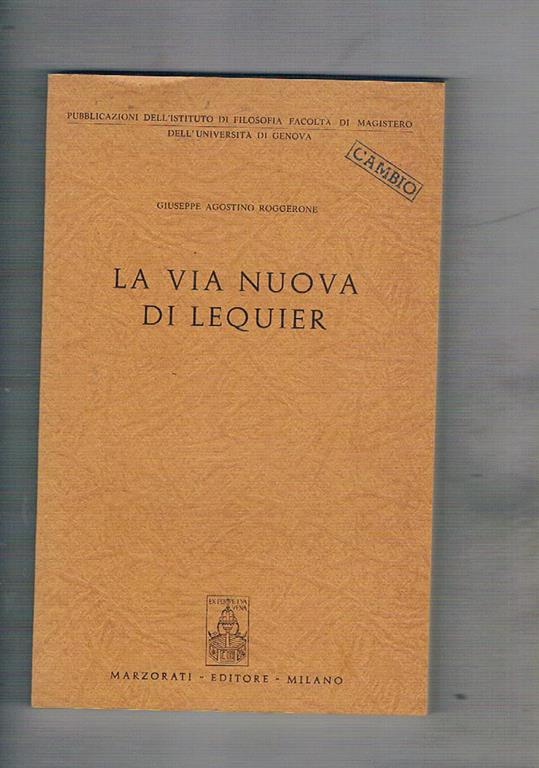 PUBBLICAZIONI DELL'ISTITUTO DI FILOSOFIA FACOLTÀ DI MAGISTERO
DELL'UNIVERSITÀ DI GENOVA
CAMBIO
GIUSEPPE AGOSTINO ROGGERONE
LA VIA NUOVA
DI LEQUIER
VENA
MARZORATI - EDITORE - MILANO